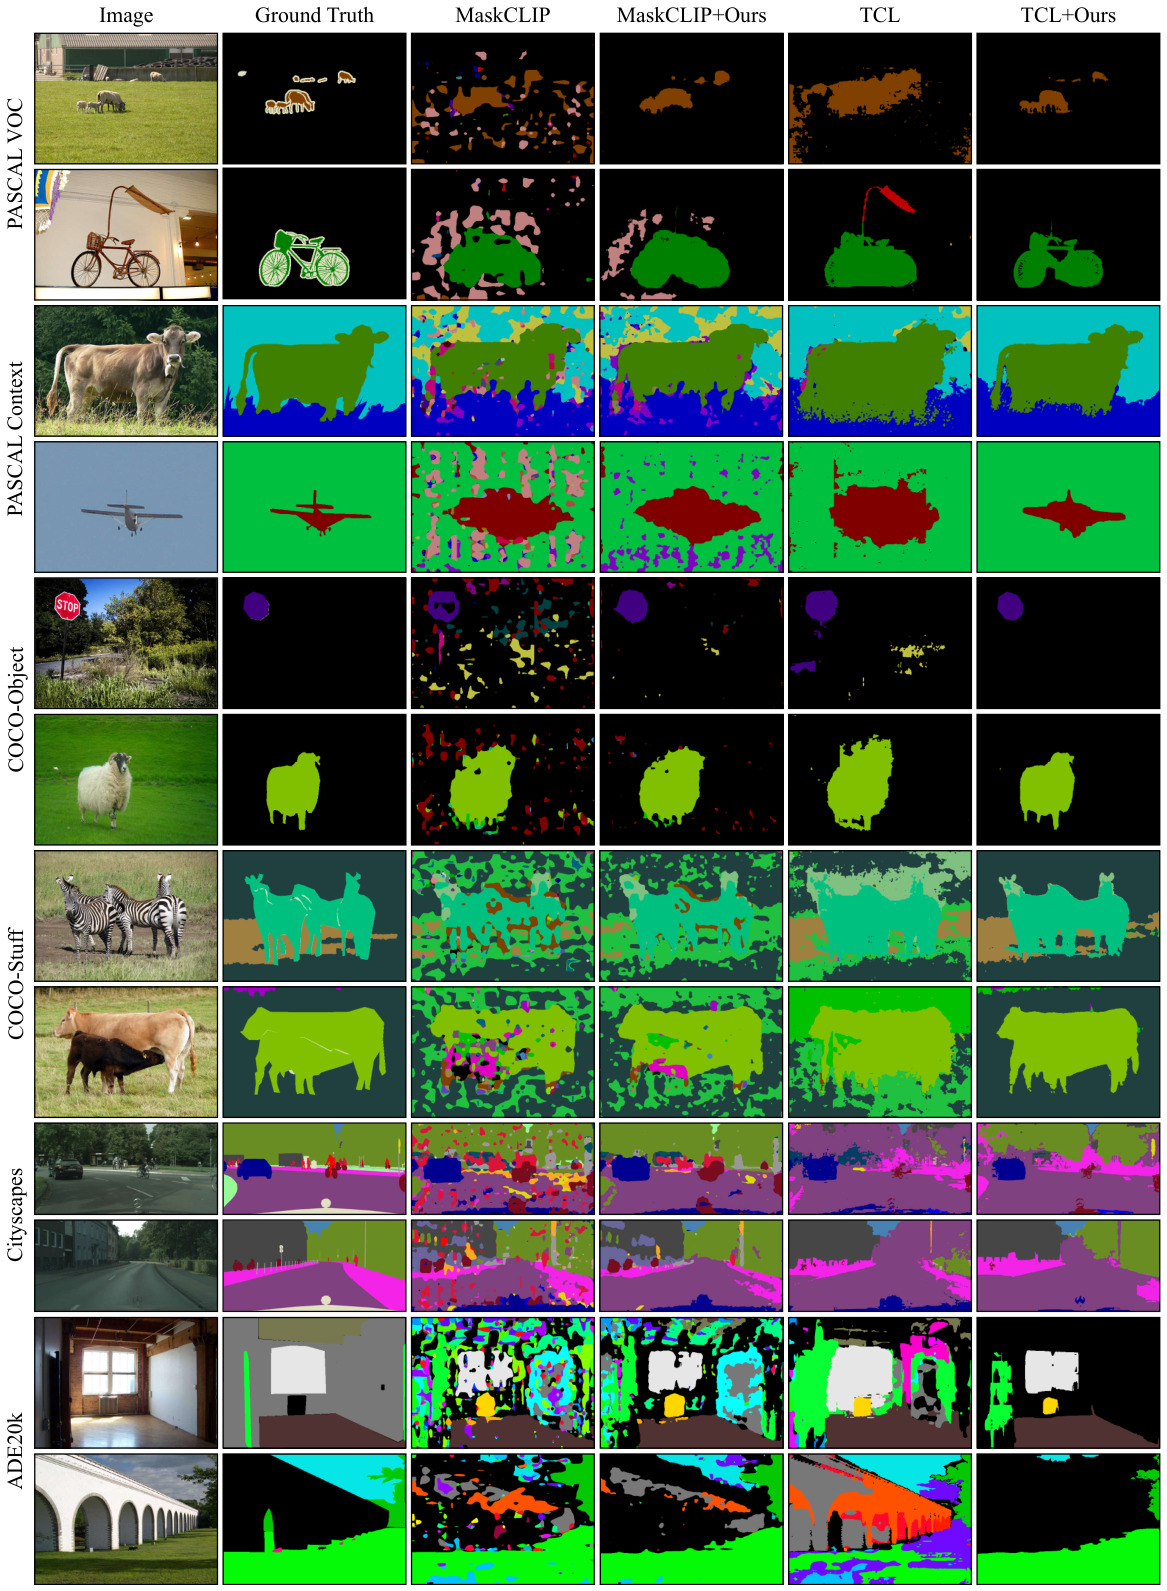 Image Ground Truth MaskCLIP MaskCLIP+Ours TCL TCL+Ours
PASCAL VOC
PASCAL Context
STOP
COCO-Object
COCO-Stuff
Cityscapes
ADE20k